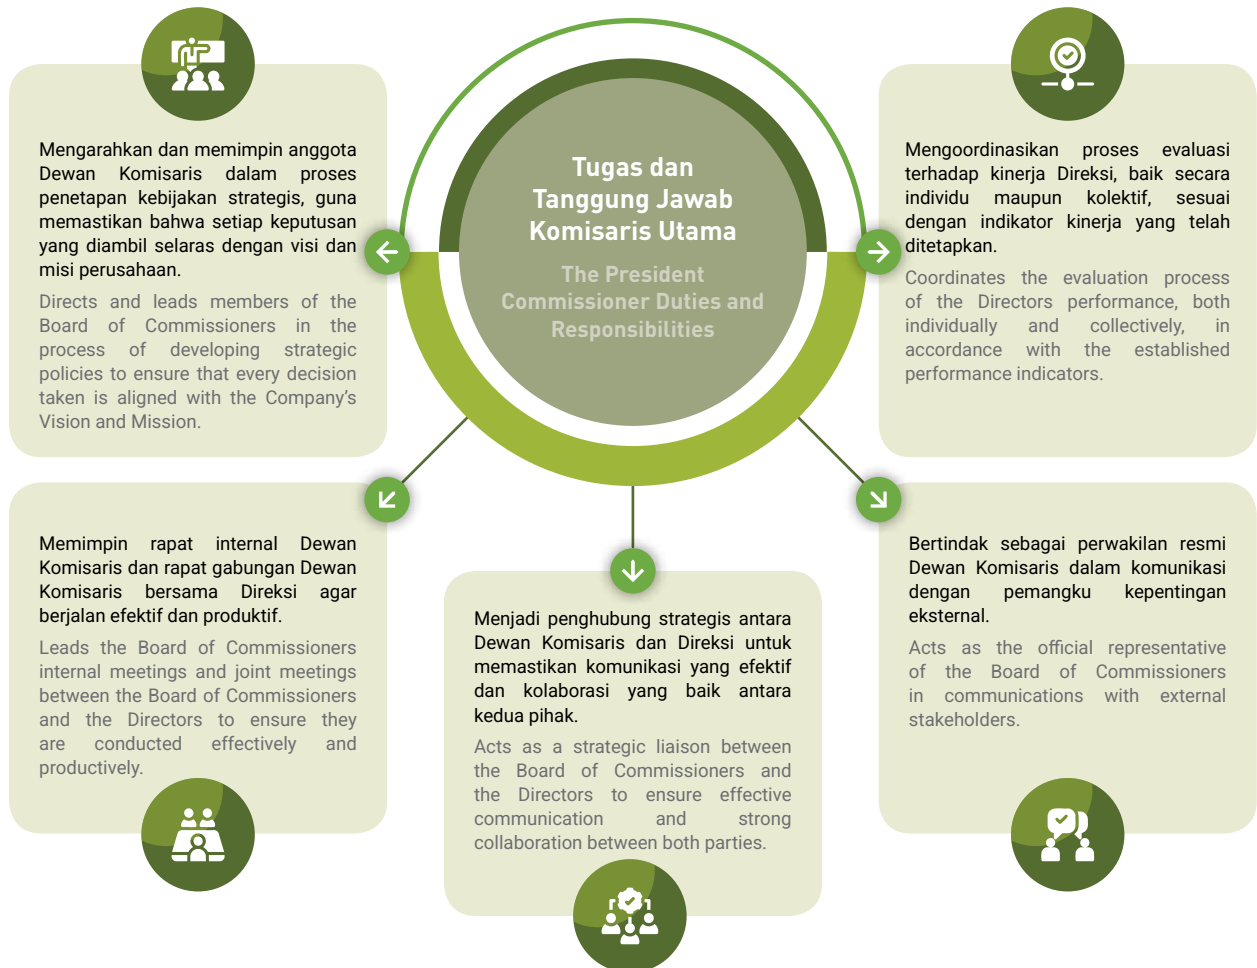 Tugas dan
Tanggung Jawab
Komisaris Utama
The President
Commissioner Duties and
Responsibilities
Mengarahkan dan memimpin anggota
Dewan Komisaris dalam proses
penetapan kebijakan strategis, guna
memastikan bahwa setiap keputusan
yang diambil selaras dengan visi dan
misi perusahaan.
Directs and leads members of the
Board of Commissioners in the
process of developing strategic
policies to ensure that every decision
taken is aligned with the Company’s
Vision and Mission.
Mengoordinasikan proses evaluasi
terhadap kinerja Direksi, baik secara
individu maupun kolektif, sesuai
dengan indikator kinerja yang telah
ditetapkan.
Coordinates the evaluation process
of the Directors performance, both
individually and collectively, in
accordance with the established
performance indicators.
Memimpin rapat internal Dewan
Komisaris dan rapat gabungan Dewan
Komisaris bersama Direksi agar
berjalan efektif dan produktif.
Leads the Board of Commissioners
internal meetings and joint meetings
between the Board of Commissioners
and the Directors to ensure they
are conducted effectively and
productively.
Menjadi penghubung strategis antara
Dewan Komisaris dan Direksi untuk
memastikan komunikasi yang efektif
dan kolaborasi yang baik antara
kedua pihak.
Acts as a strategic liaison between
the Board of Commissioners and
the Directors to ensure effective
communication and strong
collaboration between both parties.
Bertindak sebagai perwakilan resmi
Dewan Komisaris dalam komunikasi
dengan pemangku kepentingan
eksternal.
Acts as the official representative
of the Board of Commissioners
in communications with external
stakeholders.